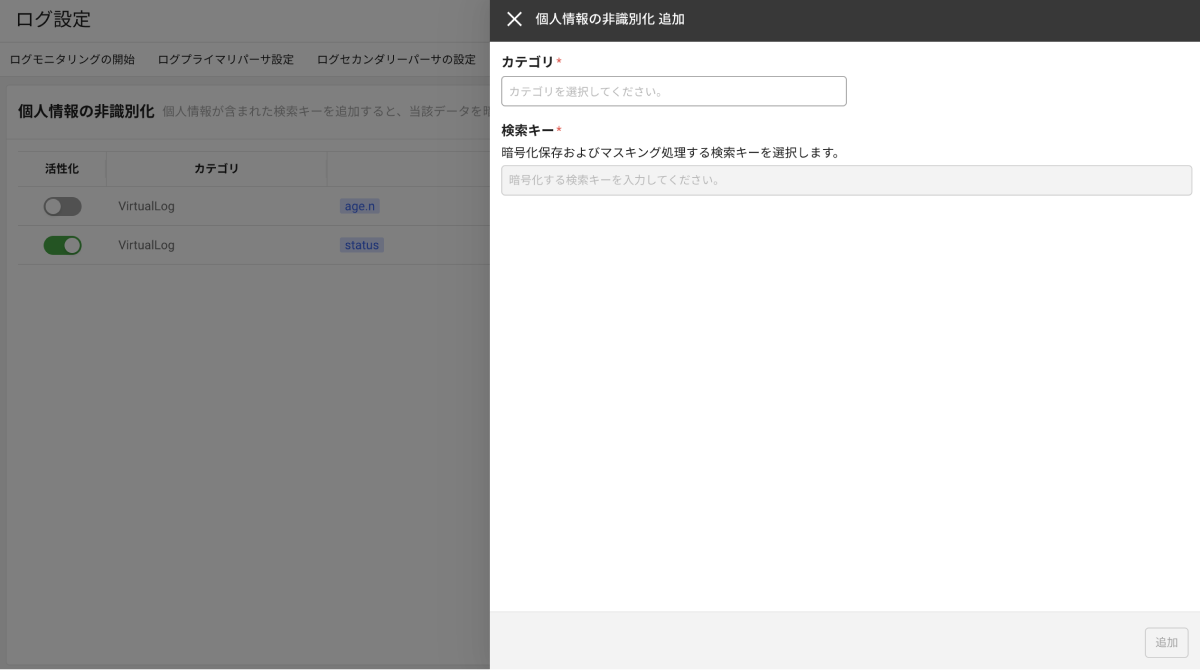 ログ設定
ログモニタリングの開始 ログプライマリパーサ設定 ログセカンダリーパーサの設定
個人情報の非識別化 個人情報が含まれた検索キーを追加すると、当該データを
活性化 カテゴリ
VirtualLog age.n
VirtualLog status
個人情報の非識別化 追加
カテゴリ*
カテゴリを選択してください。
検索キー*
暗号化保存およびマスキング処理する検索キーを選択します。
暗号化する検索キーを入力してください。
追加